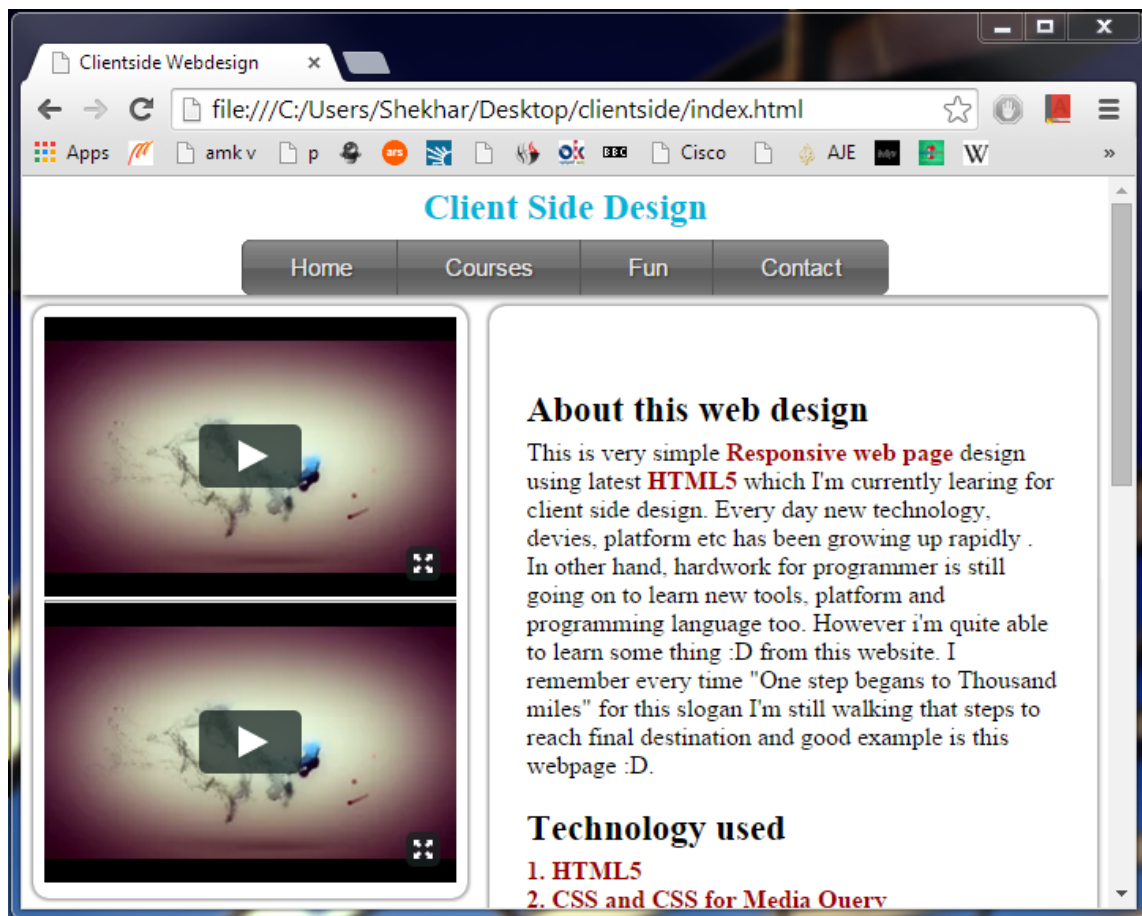 Clientside Webdesign
file:///C:/Users/Shekhar/Desktop/clientside/index.html
Apps amk v p ars BBC Cisco AJE W »
Client Side Design
Home Courses Fun Contact
About this web design
This is very simple Responsive web page design
using latest HTML5 which I'm currently learing for
client side design. Every day new technology,
devies, platform etc has been growing up rapidly .
In other hand, hardwork for programmer is still
going on to learn new tools, platform and
programming language too. However i'm quite able
to learn some thing :D from this website. I
remember every time "One step begans to Thousand
miles" for this slogan I'm still walking that steps to
reach final destination and good example is this
webpage :D.
Technology used
1. HTML5
2. CSS and CSS for Media Query